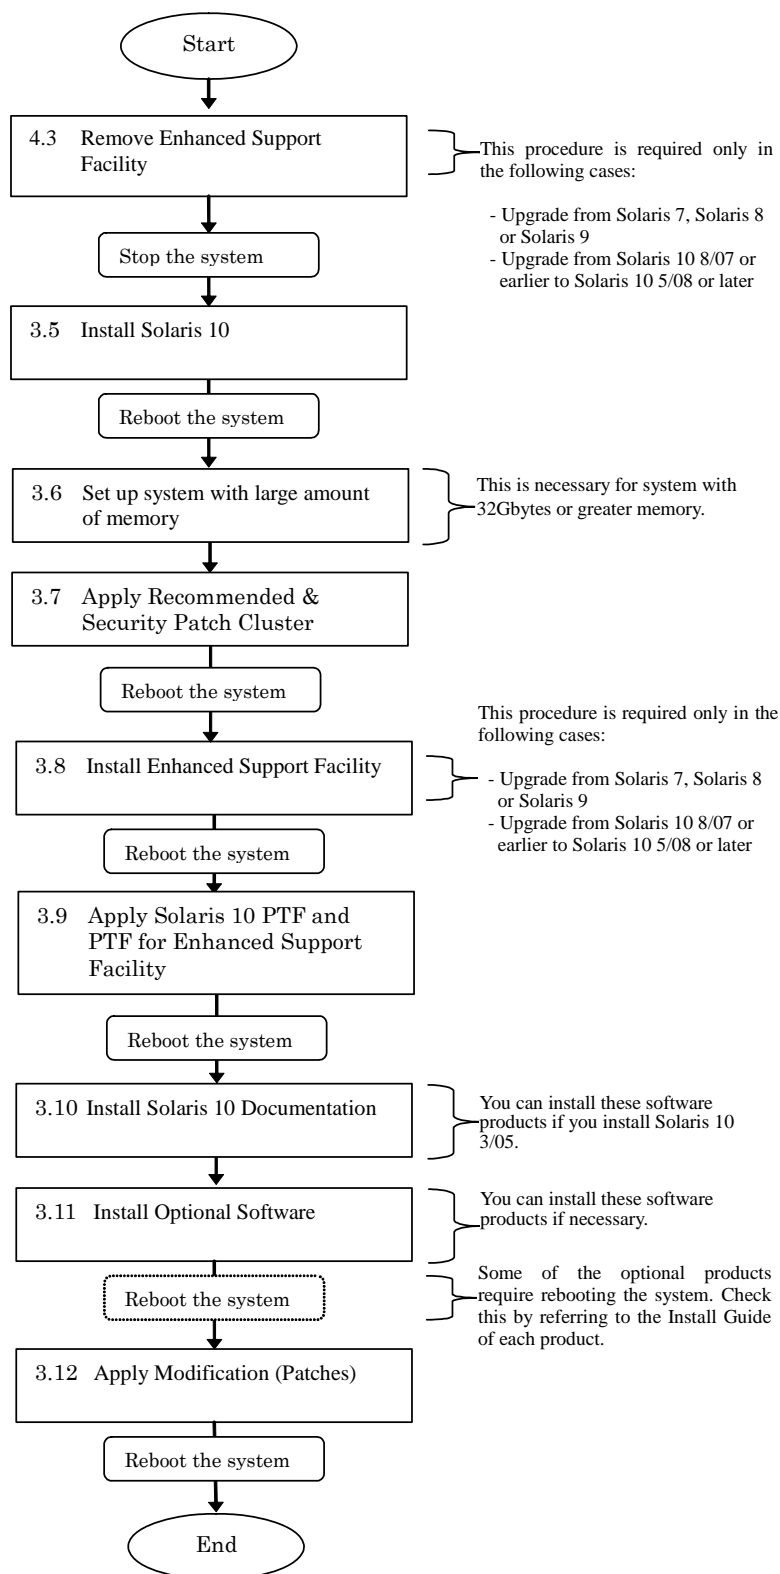 Start
4.3 Remove Enhanced Support
Facility
This procedure is required only in
the following cases:
- Upgrade from Solaris 7, Solaris 8
or Solaris 9
- Upgrade from Solaris 10 8/07 or
earlier to Solaris 10 5/08 or later
Stop the system
3.5 Install Solaris 10
Reboot the system
3.6 Set up system with large amount
of memory
This is necessary for system with
32Gbytes or greater memory.
3.7 Apply Recommended &
Security Patch Cluster
Reboot the system
3.8 Install Enhanced Support Facility
This procedure is required only in the
following cases:
- Upgrade from Solaris 7, Solaris 8
or Solaris 9
- Upgrade from Solaris 10 8/07 or
earlier to Solaris 10 5/08 or later
Reboot the system
3.9 Apply Solaris 10 PTF and
PTF for Enhanced Support
Facility
Reboot the system
3.10 Install Solaris 10 Documentation
You can install these software
products if you install Solaris 10
3/05.
3.11 Install Optional Software
You can install these software
products if necessary.
Reboot the system
Some of the optional products
require rebooting the system. Check
this by referring to the Install Guide
of each product.
3.12 Apply Modification (Patches)
Reboot the system
End